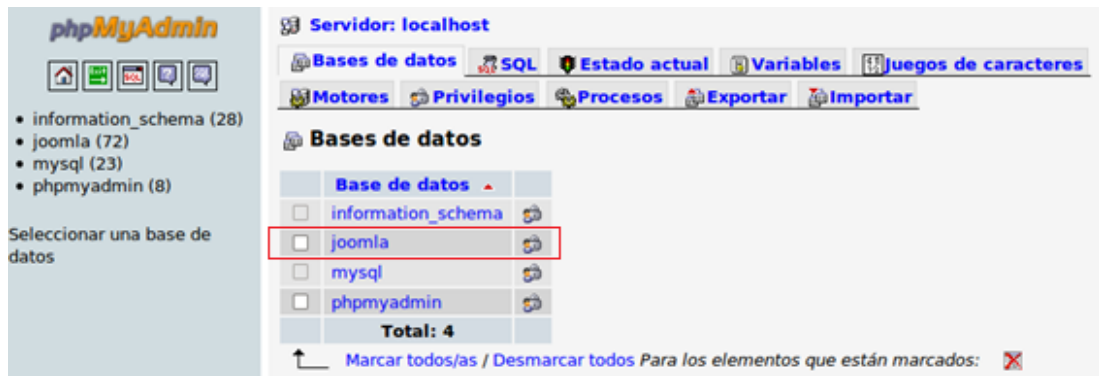 phpMyAdmin
information_schema (28)
joomla (72)
mysql (23)
phpmyadmin (8)
Seleccionar una base de
datos
Servidor: localhost
Bases de datos SQL Estado actual Variables Juegos de caracteres
Motores Privilegios Procesos Exportar Importar
Bases de datos
Base de datos
information_schema
joomla
mysql
phpmyadmin
Total: 4
Marcar todos/as / Desmarcar todos Para los elementos que están marcados: